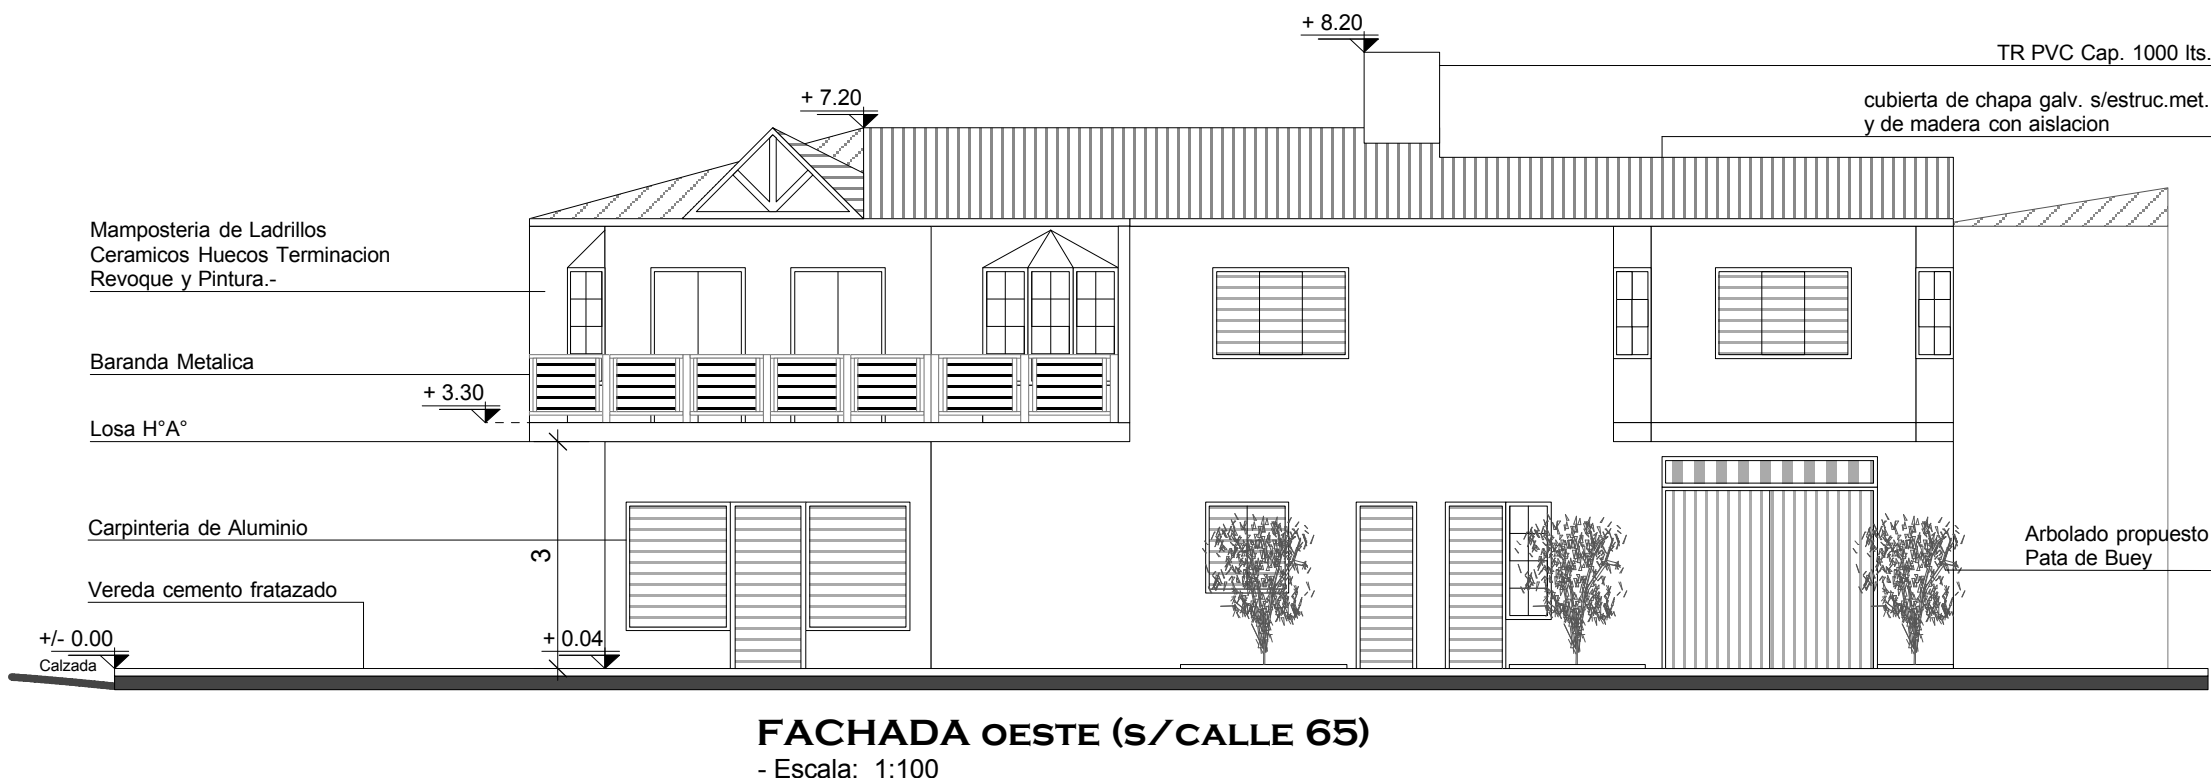 + 8.20
TR PVC Cap. 1000 lts.
+ 7.20
cubierta de chapa galv. s/estruc.met.
y de madera con aislacion
Mamposteria de Ladrillos
Ceramicos Huecos Terminacion
Revoque y Pintura.-
Baranda Metalica
+ 3.30
Losa H°A°
Carpinteria de Aluminio
3
Arbolado propuesto
Pata de Buey
Vereda cemento fratazado
+/- 0.00
+ 0.04
Calzada
FACHADA OESTE (S/CALLE 65)
- Escala: 1:100